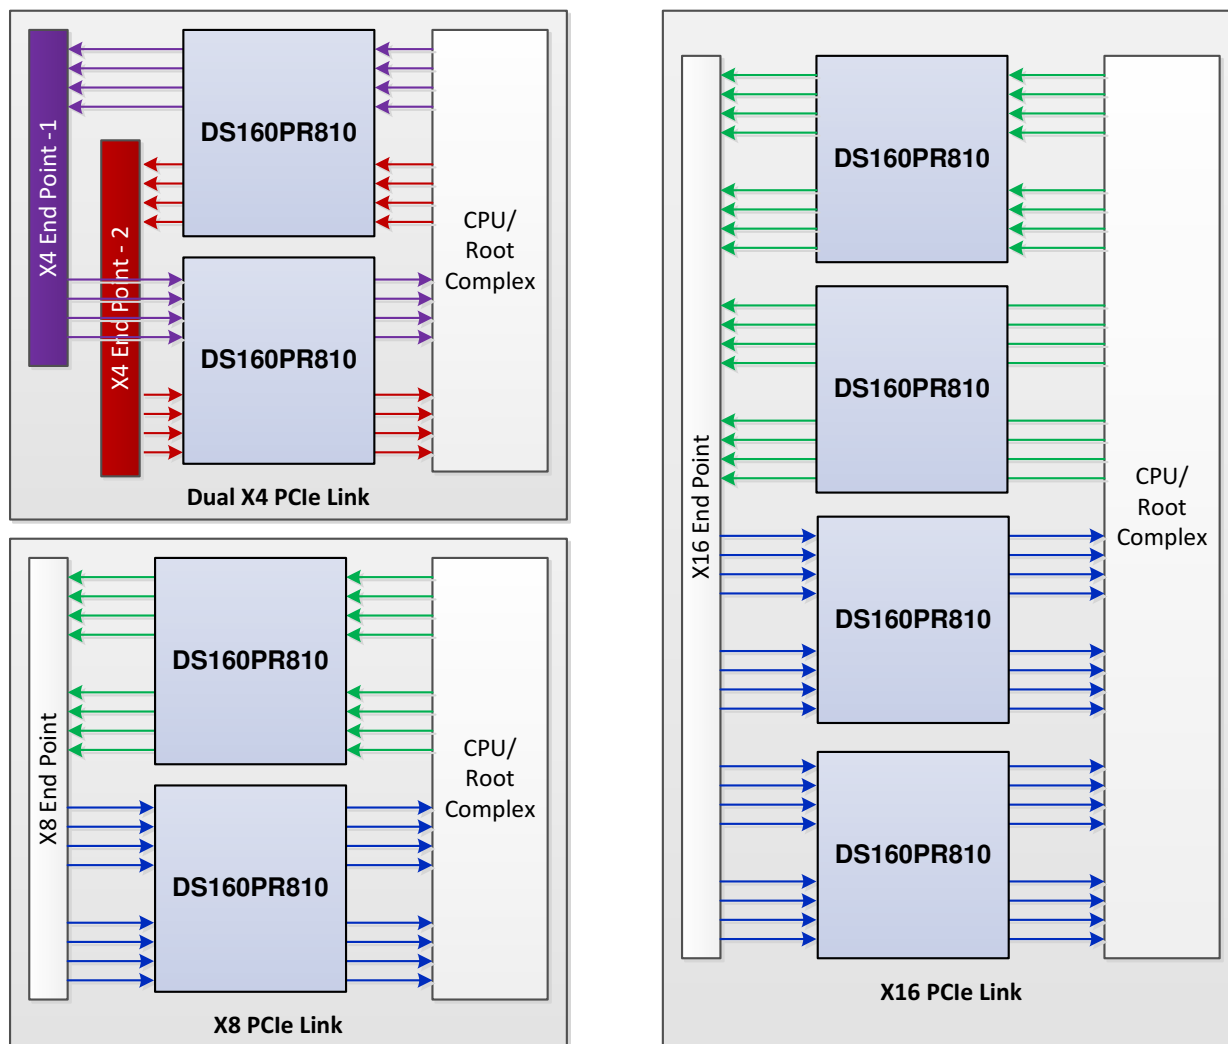 X4 End Point -1
X4 End Point - 2
DS160PR810
DS160PR810
CPU/
Root
Complex
Dual X4 PCIe Link
X8 End Point
DS160PR810
DS160PR810
CPU/
Root
Complex
X8 PCIe Link
X16 End Point
DS160PR810
DS160PR810
DS160PR810
DS160PR810
CPU/
Root
Complex
X16 PCIe Link